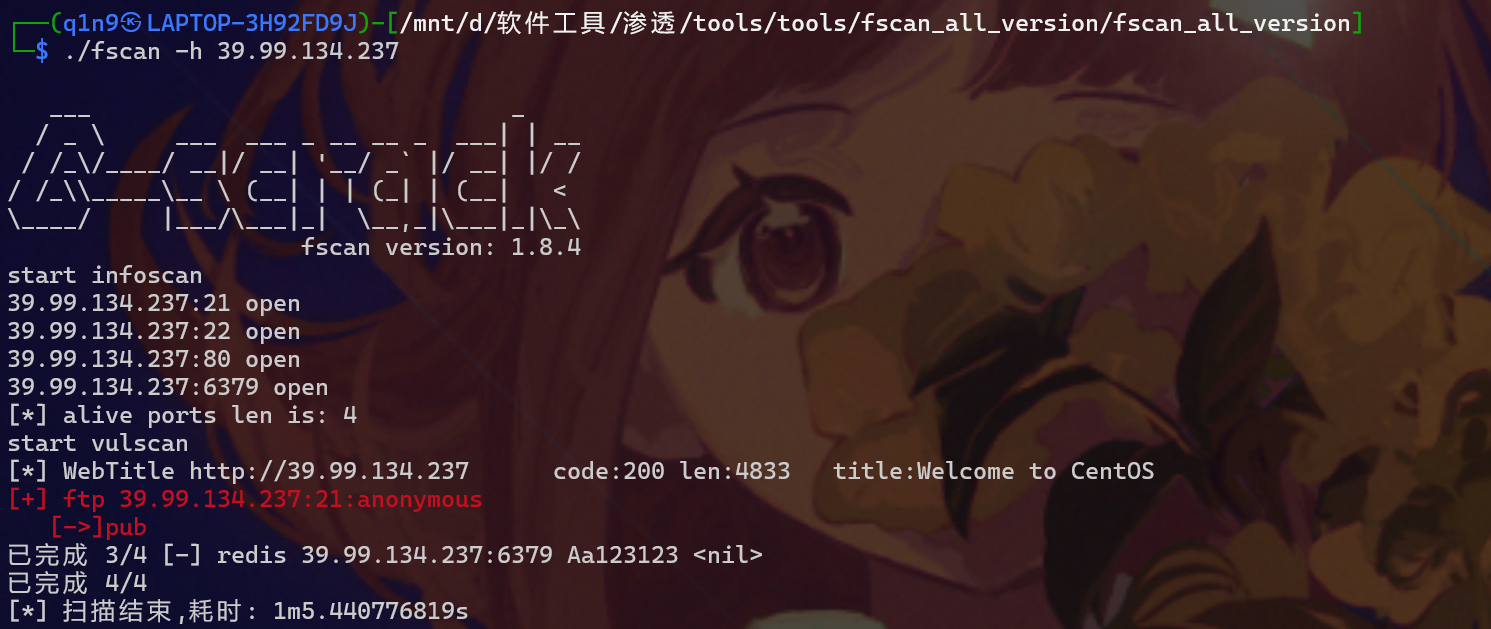 ┌──(q1n9㉿LAPTOP-3H92FD9J)-[/mnt/d/软件工具/渗透/tools/tools/fscan_all_version/fscan_all_version]
└─$ ./fscan -h 39.99.134.237
   ___                              _
  / _ \     ___  ___ _ __ __ _  ___| | __
 / /_\/____/ __|/ __| '__/ _` |/ __| |/ /
/ /_\\_____\__ \ (__| | | (_| | (__|   <
\____/     |___/\___|_|  \__,_|\___|_|\_\
                     fscan version: 1.8.4
start infoscan
39.99.134.237:21 open
39.99.134.237:22 open
39.99.134.237:80 open
39.99.134.237:6379 open
[*] alive ports len is: 4
start vulscan
[*] WebTitle http://39.99.134.237      code:200 len:4833   title:Welcome to CentOS
[+] ftp 39.99.134.237:21:anonymous
   [->]pub
已完成 3/4 [-] redis 39.99.134.237:6379 Aa123123 <nil>
已完成 4/4
[*] 扫描结束,耗时: 1m5.440776819s